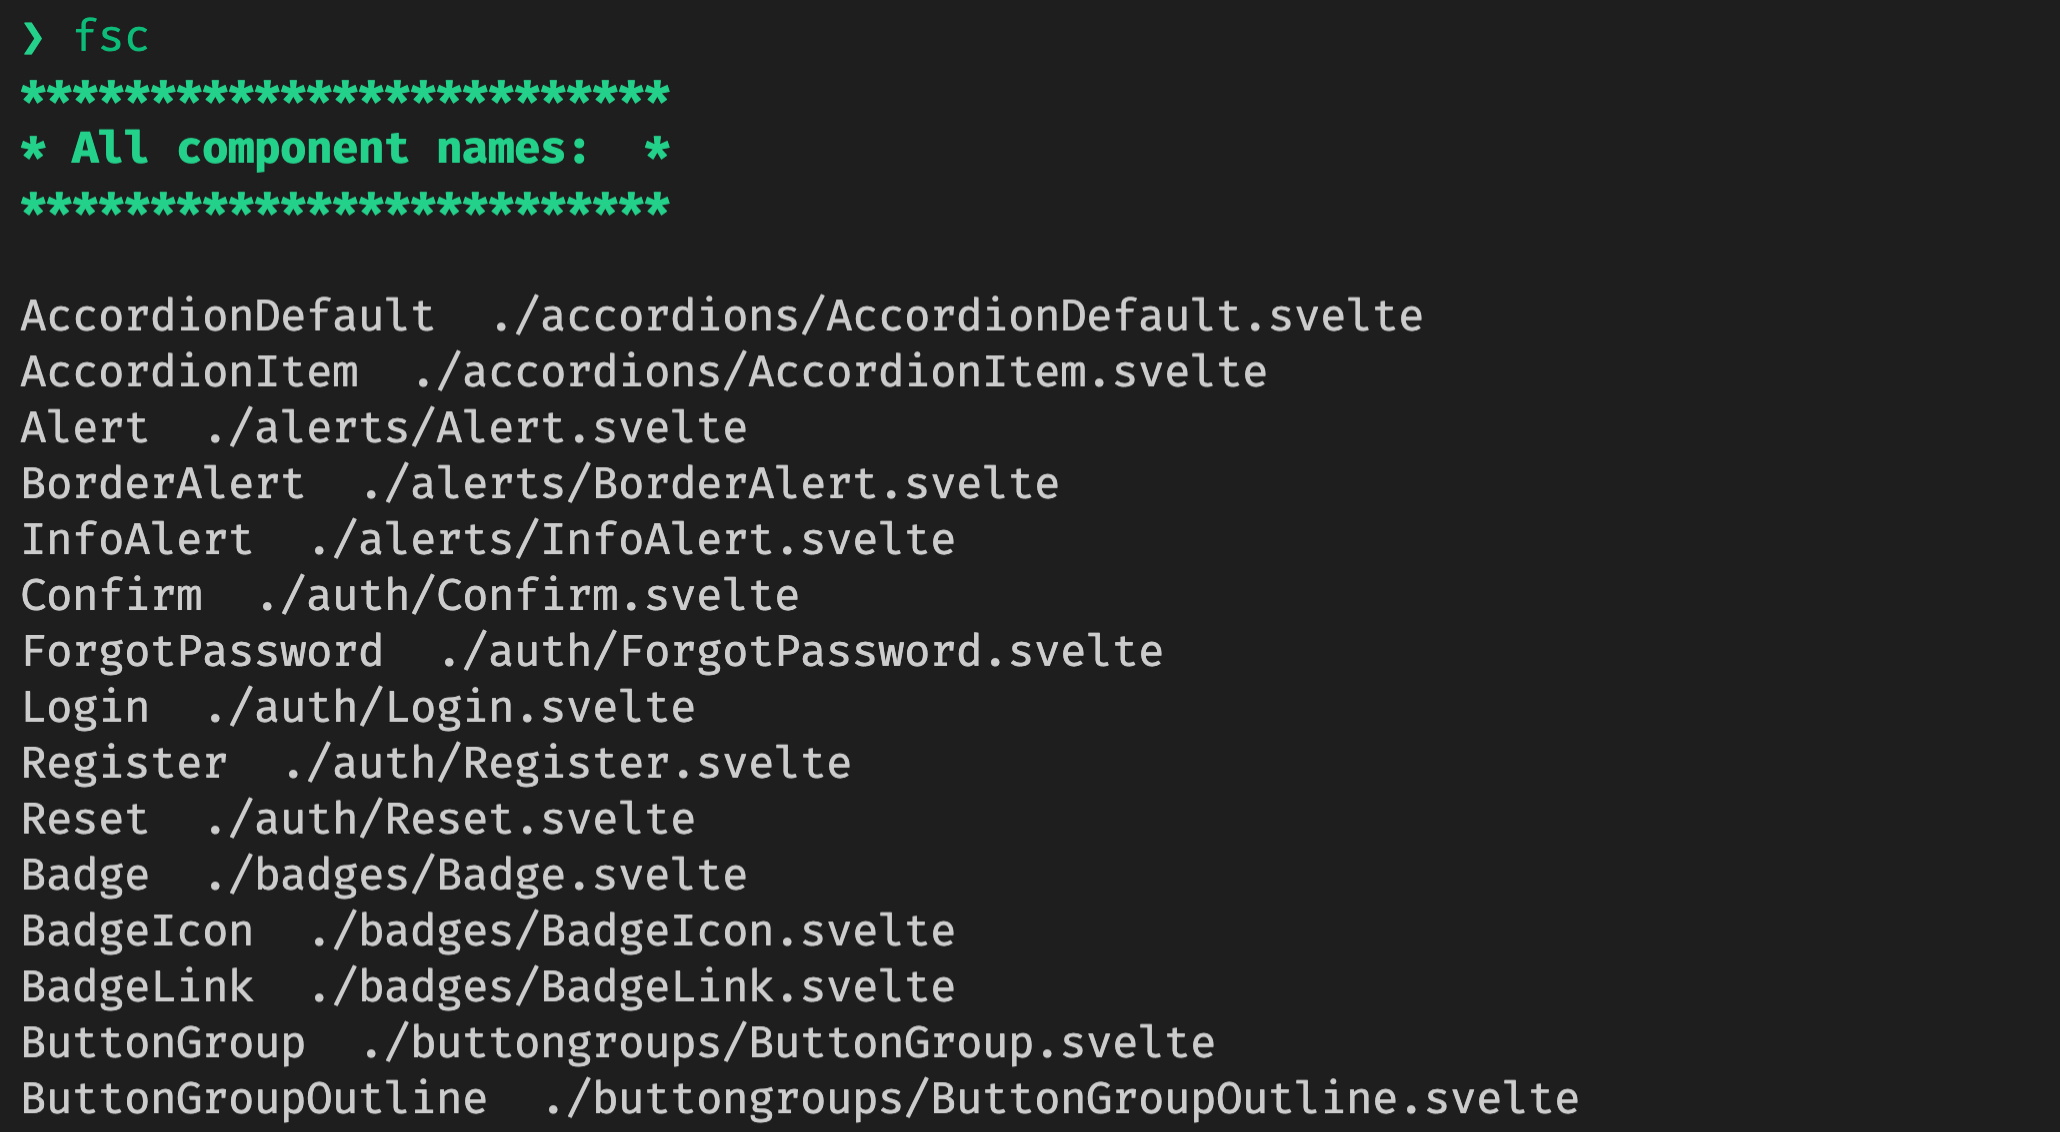 ❯ fsc
*************************
* All component names:  *
*************************
AccordionDefault  ./accordions/AccordionDefault.svelte
AccordionItem  ./accordions/AccordionItem.svelte
Alert  ./alerts/Alert.svelte
BorderAlert  ./alerts/BorderAlert.svelte
InfoAlert  ./alerts/InfoAlert.svelte
Confirm  ./auth/Confirm.svelte
ForgotPassword  ./auth/ForgotPassword.svelte
Login  ./auth/Login.svelte
Register  ./auth/Register.svelte
Reset  ./auth/Reset.svelte
Badge  ./badges/Badge.svelte
BadgeIcon  ./badges/BadgeIcon.svelte
BadgeLink  ./badges/BadgeLink.svelte
ButtonGroup  ./buttongroups/ButtonGroup.svelte
ButtonGroupOutline  ./buttongroups/ButtonGroupOutline.svelte